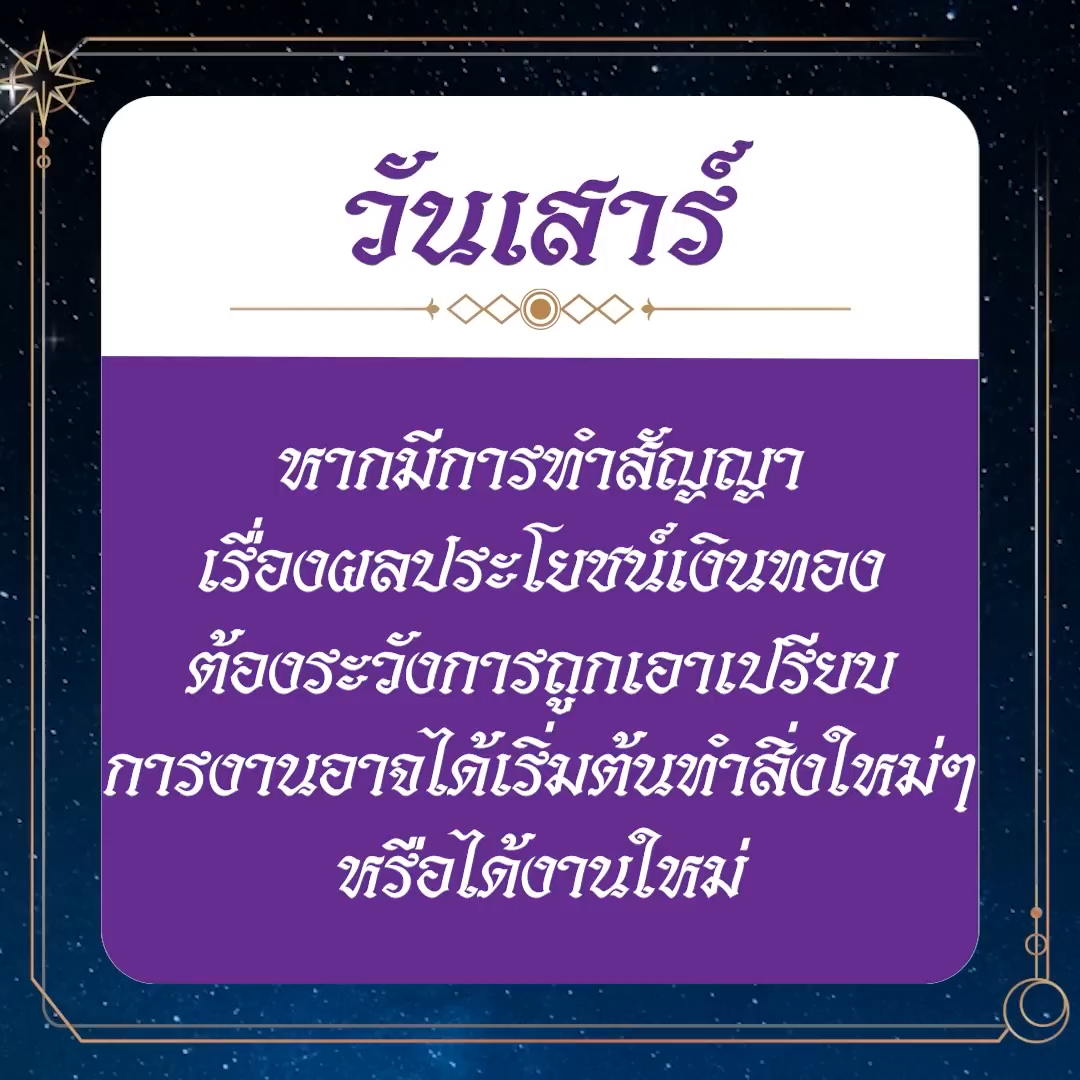 วันเสาร์
หากมีการทำสัญญา
เรื่องผลประโยชน์เงินทอง
ต้องระวังการถูกเอาเปรียบ
การงานอาจได้เริ่มต้นทำสิ่งใหม่ๆ
หรือได้งานใหม่